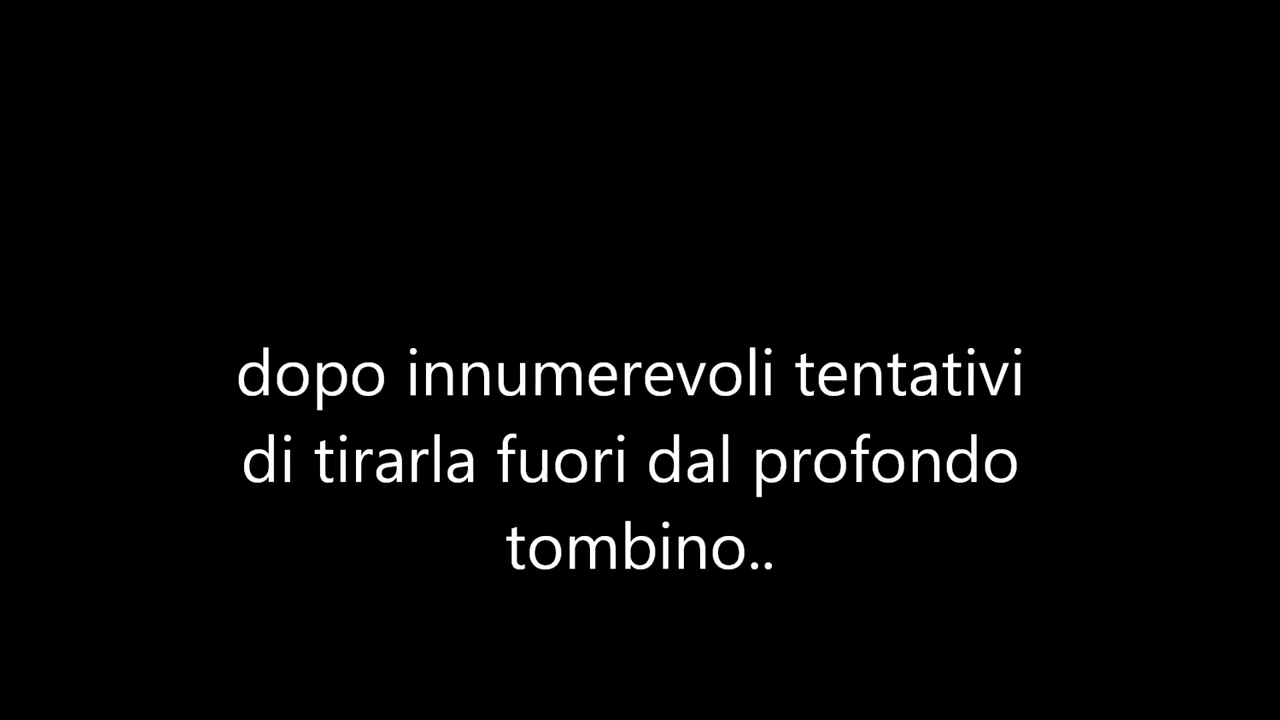 dopo innumerevoli tentativi
di tirarla fuori dal profondo
tombino..